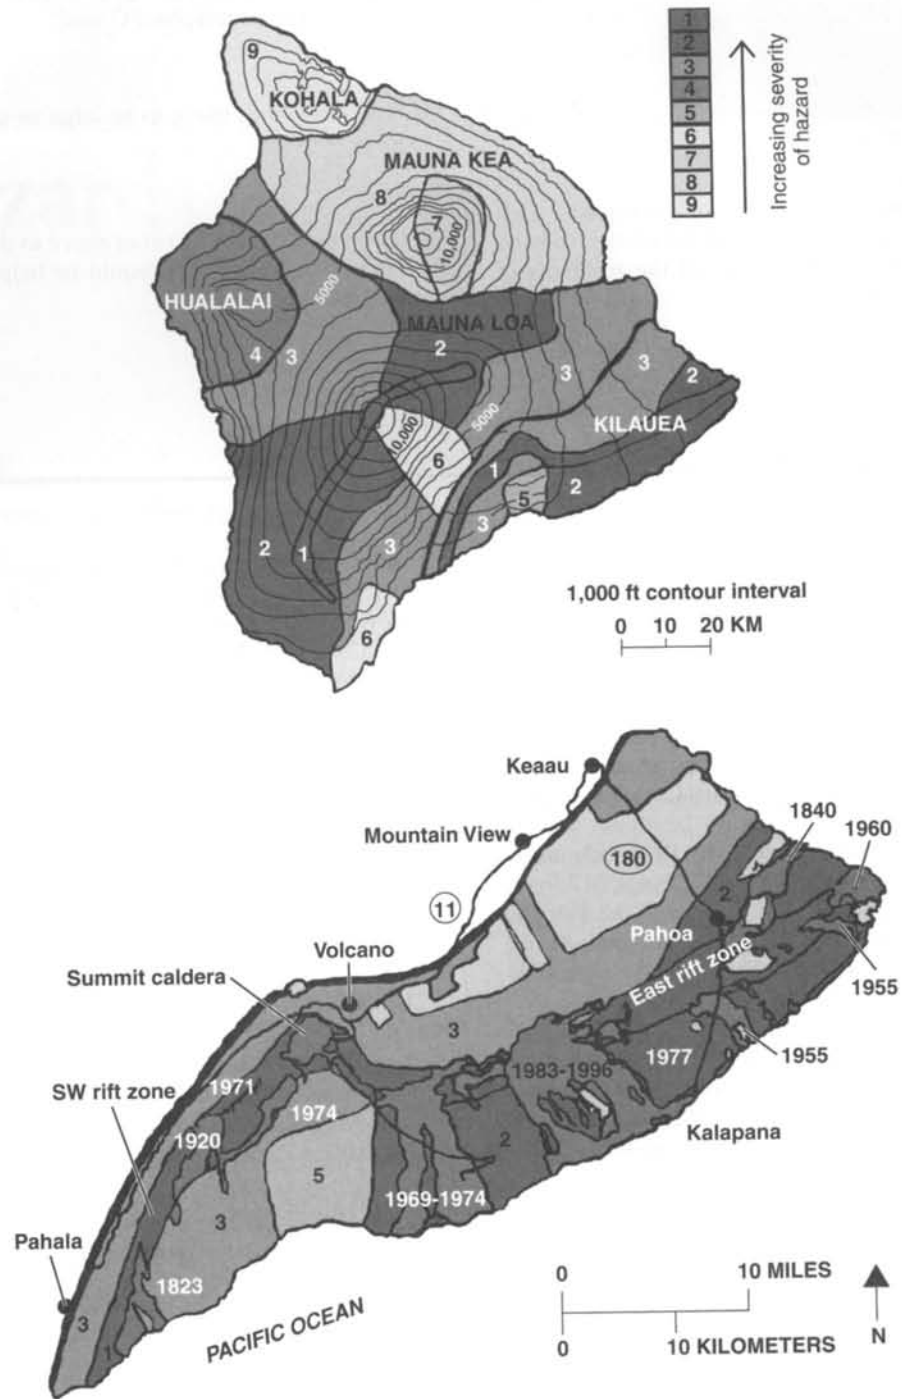 1
2
3
4
5
6
7
8
9
Increasing severity
of hazard
9
KOHALA
MAUNA KEA
8
7
10,000
HUALALAI
5000
MAUNA LOA
2
4
3
3
3
2
5000
KILAUEA
10,000
6
1
2
5
3
2
1
3
6
1,000 ft contour interval
0 10 20 KM
Keaau
Mountain View
1840
1960
180
11
2
Volcano
Pahoa
Summit caldera
East rift zone
1955
3
1983-1996
1977
1955
1971
SW rift zone
1974
1920
Kalapana
2
5
1969-1974
3
Pahala
1823
3
1
PACIFIC OCEAN
0 10 MILES
0 10 KILOMETERS
N